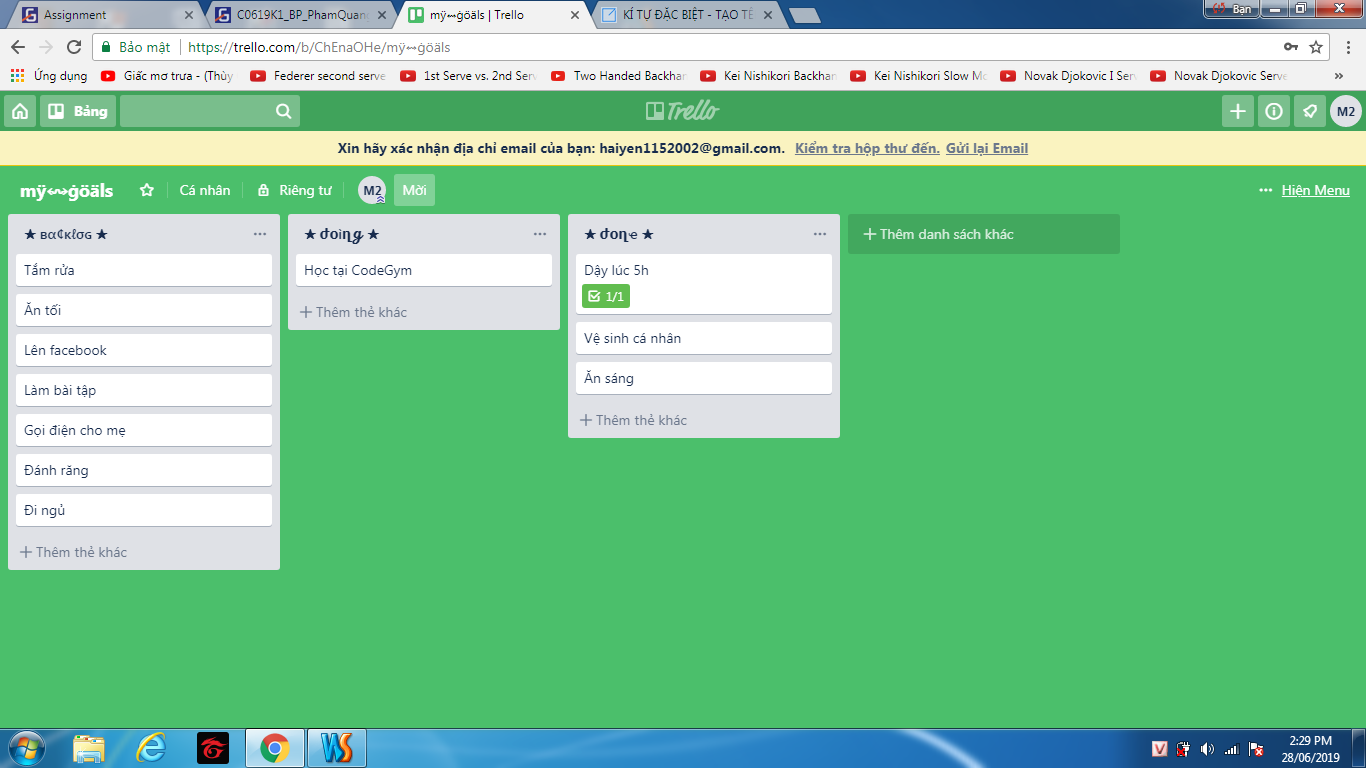 Assignment
C0619K1_BP_PhamQuang
mÿ⇝ġöäls | Trello
KÍ TỰ ĐẶC BIỆT - TẠO TÊ
Bạn
Bảo mật
https://trello.com/b/ChEnaOHe/mÿ⇝ġöäls
Ứng dụng
Giấc mơ trưa - (Thùy
Federer second serve
1st Serve vs. 2nd Serv
Two Handed Backhan
Kei Nishikori Backhan
Kei Nishikori Slow Mo
Novak Djokovic I Serv
Novak Djokovic Serve
»
Bảng
Trello
M2
Xin hãy xác nhận địa chỉ email của bạn: haiyen1152002@gmail.com. Kiểm tra hộp thư đến. Gửi lại Email
mÿ⇝ġöäls
Cá nhân
Riêng tư
M2
Mời
Hiện Menu
★ вα¢кℓσɢ ★
Tắm rửa
Ăn tối
Lên facebook
Làm bài tập
Gọi điện cho mẹ
Đánh răng
Đi ngủ
+ Thêm thẻ khác
★ ժօìղց ★
Học tại CodeGym
+ Thêm thẻ khác
★ ժօղҽ ★
Dậy lúc 5h
1/1
Vệ sinh cá nhân
Ăn sáng
+ Thêm thẻ khác
+ Thêm danh sách khác
WS
V
2:29 PM
28/06/2019